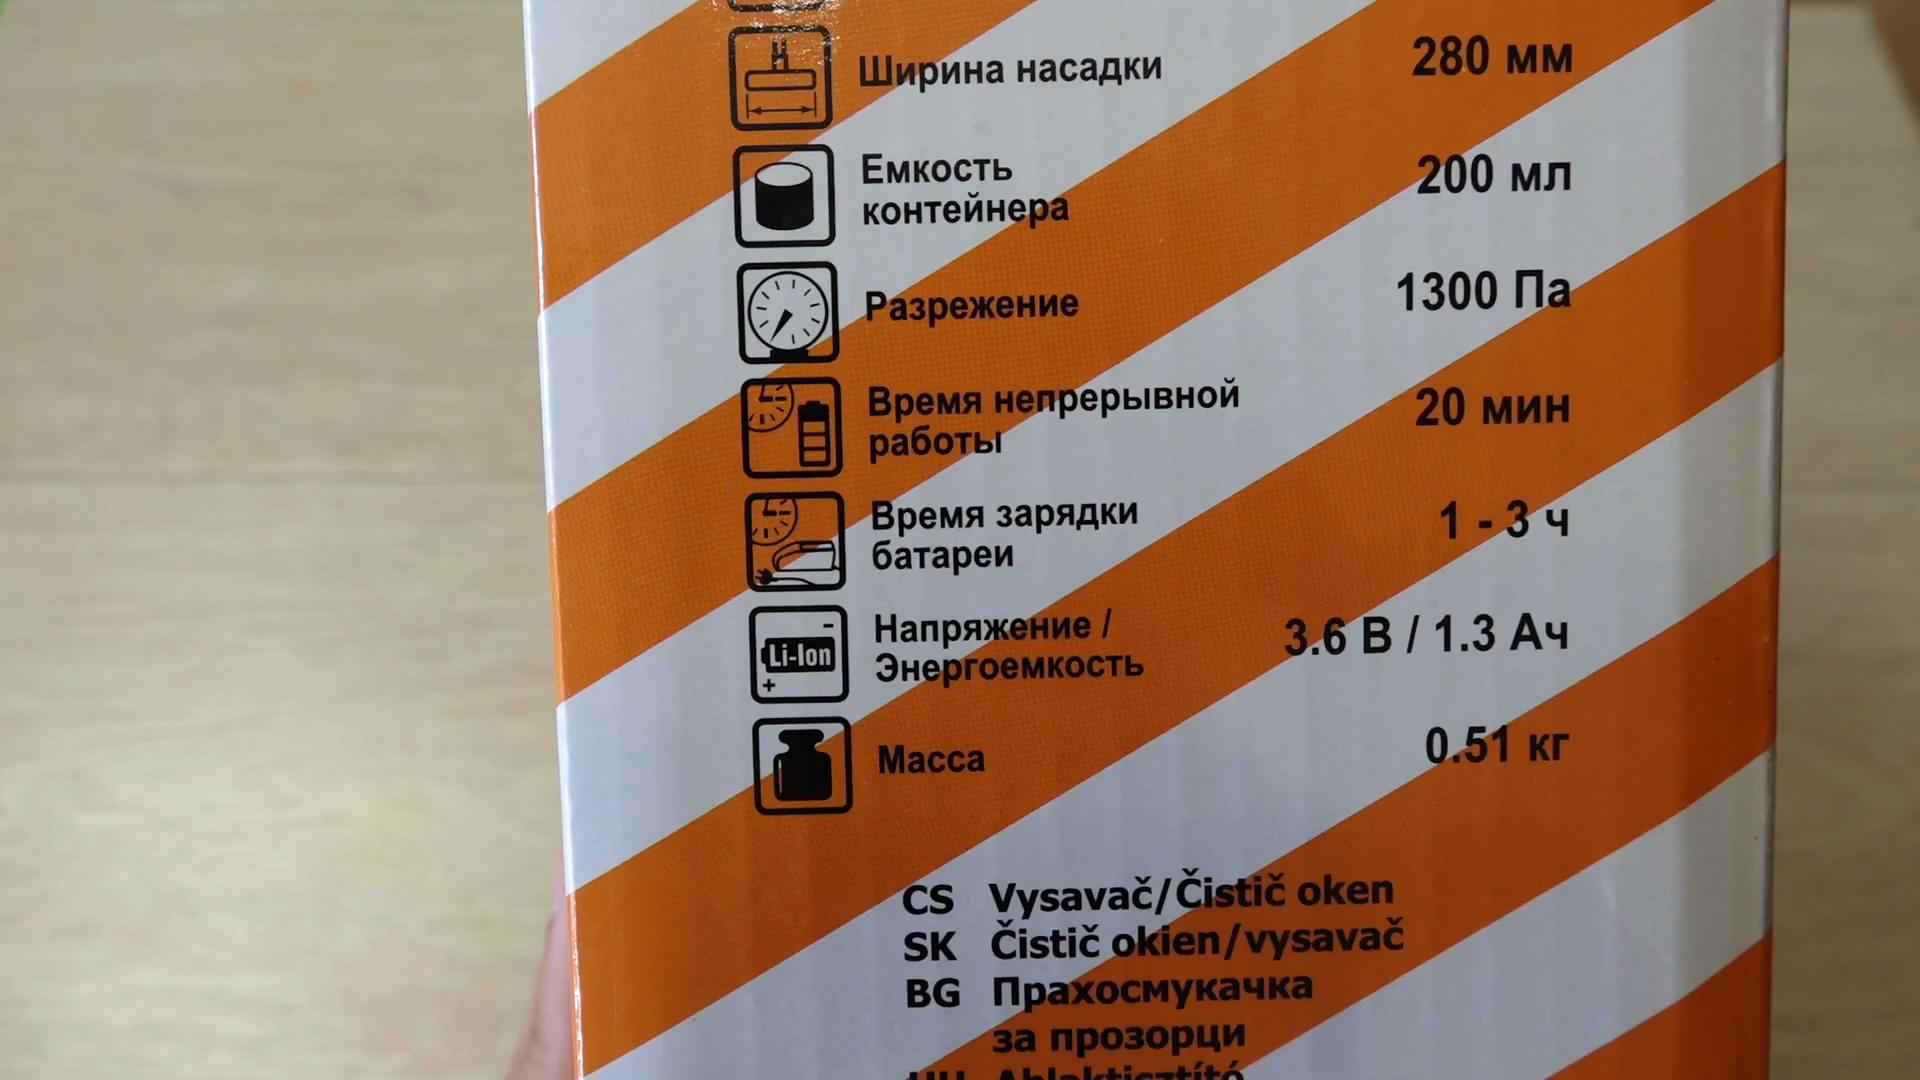 Ширина насадки 280 мм
Емкость
контейнера 200 мл
Разрежение 1300 Па
Время непрерывной
работы 20 мин
Время зарядки
батареи 1 - 3 ч
Li-Ion
Напряжение /
Энергоемкость 3.6 В / 1.3 Ач
Масса 0.51 кг
CS Vysavač/Čistič oken
SK Čistič okien/vysavač
BG Прахосмукачка
за прозорци
HU Ablaktisztító